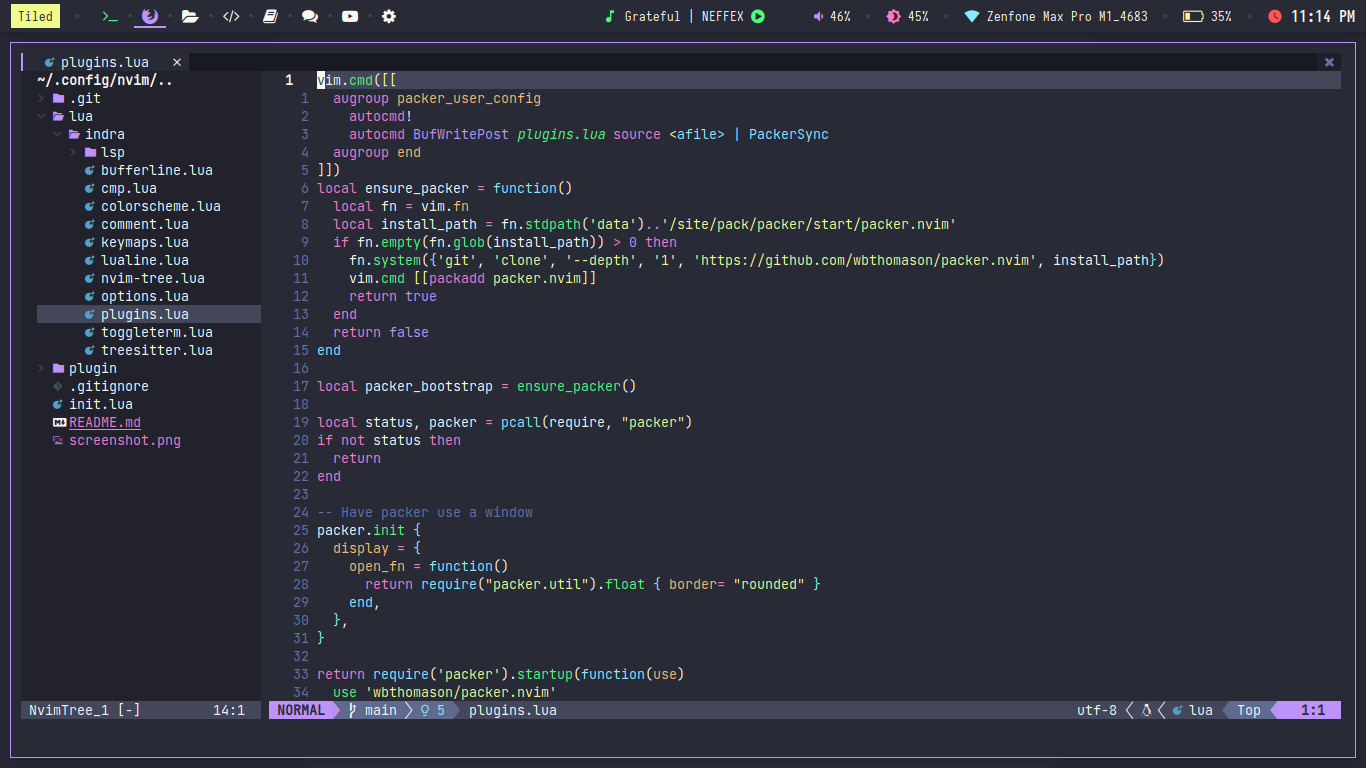 Tiled >_ </> Grateful | NEFFEX 46% 45% Zenfone Max Pro M1_4683 35% 11:14 PM
plugins.lua ×
~/.config/nvim/..
.git
lua
indra
lsp
bufferline.lua
cmp.lua
colorscheme.lua
comment.lua
keymaps.lua
lualine.lua
nvim-tree.lua
options.lua
plugins.lua
toggleterm.lua
treesitter.lua
plugin
.gitignore
init.lua
README.md
screenshot.png
NvimTree_1 [-] 14:1
1 vim.cmd([[
1   augroup packer_user_config
2     autocmd!
3     autocmd BufWritePost plugins.lua source <afile> | PackerSync
4   augroup end
5 ]])
6 local ensure_packer = function()
7   local fn = vim.fn
8   local install_path = fn.stdpath('data')..'/site/pack/packer/start/packer.nvim'
9   if fn.empty(fn.glob(install_path)) > 0 then
10     fn.system({'git', 'clone', '--depth', '1', 'https://github.com/wbthomason/packer.nvim', install_path})
11     vim.cmd [[packadd packer.nvim]]
12     return true
13   end
14   return false
15 end
16
17 local packer_bootstrap = ensure_packer()
18
19 local status, packer = pcall(require, "packer")
20 if not status then
21   return
22 end
23
24 -- Have packer use a window
25 packer.init {
26   display = {
27     open_fn = function()
28       return require("packer.util").float { border= "rounded" }
29     end,
30   },
31 }
32
33 return require('packer').startup(function(use)
34   use 'wbthomason/packer.nvim'
NORMAL main 5 plugins.lua utf-8 lua Top 1:1